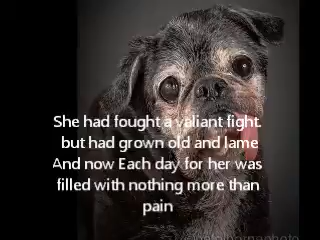 She had fought a valiant fight.
but had grown old and lame
And now Each day for her was
filled with nothing more than
pain